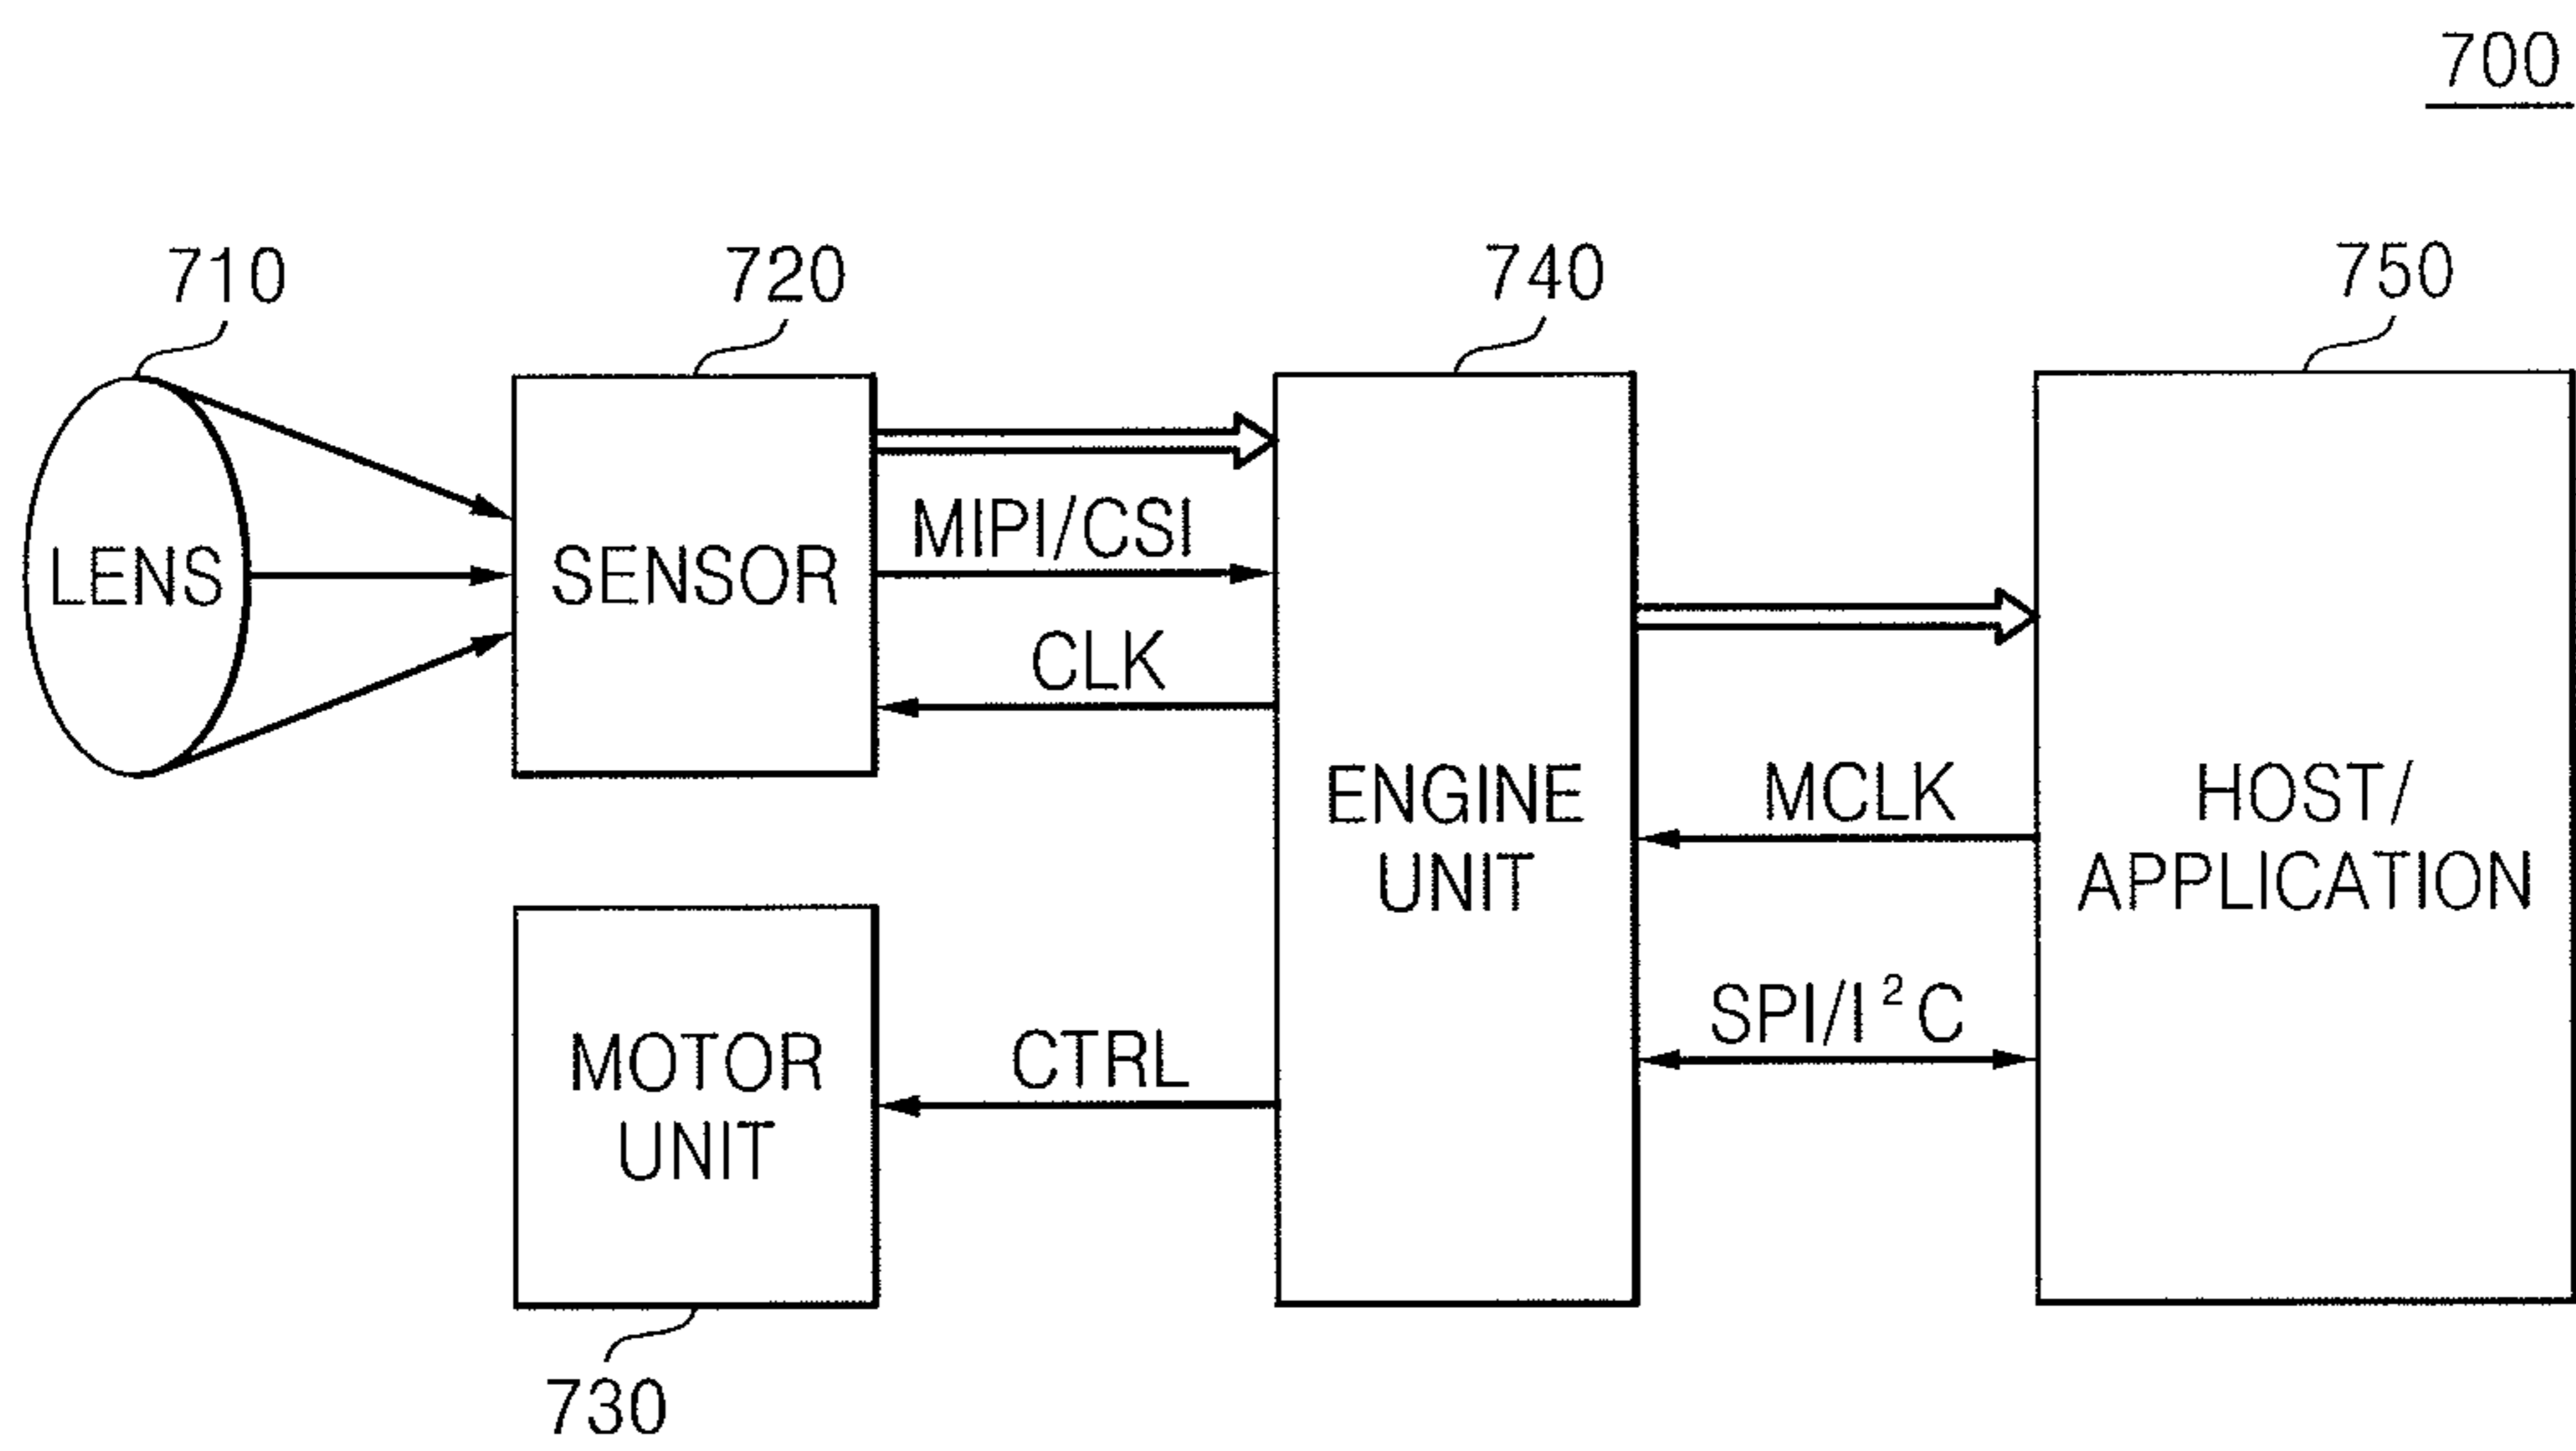 700
710
720
740
750
LENS
SENSOR
MIPI/CSI
CLK
ENGINE
UNIT
MCLK
SPI/I²C
HOST/
APPLICATION
MOTOR
UNIT
CTRL
730